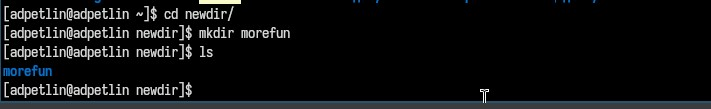 [adpetlin@adpetlin ~]$ cd newdir/
[adpetlin@adpetlin newdir]$ mkdir morefun
[adpetlin@adpetlin newdir]$ ls
morefun
[adpetlin@adpetlin newdir]$